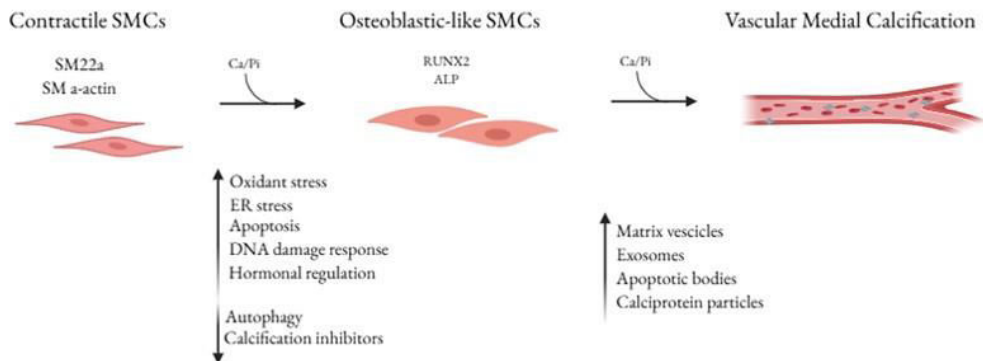 Contractile SMCs
Osteoblastic-like SMCs
Vascular Medial Calcification
SM22a
SM a-actin
Ca/Pi
RUNX2
ALP
Ca/Pi
Oxidant stress
ER stress
Apoptosis
DNA damage response
Hormonal regulation
Autophagy
Calcification inhibitors
Matrix vescicles
Exosomes
Apoptotic bodies
Calciprotein particles